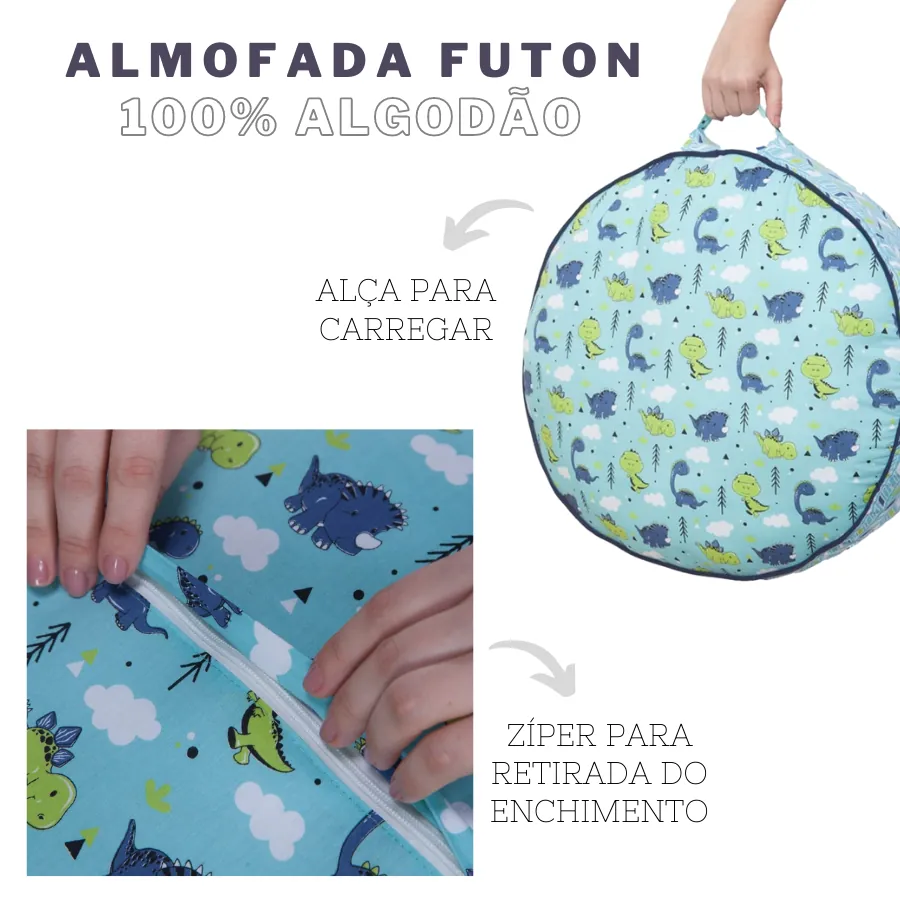 ALMOFADA FUTON
100% ALGODÃO
ALÇA PARA
CARREGAR
ZÍPER PARA
RETIRADA DO
ENCHIMENTO